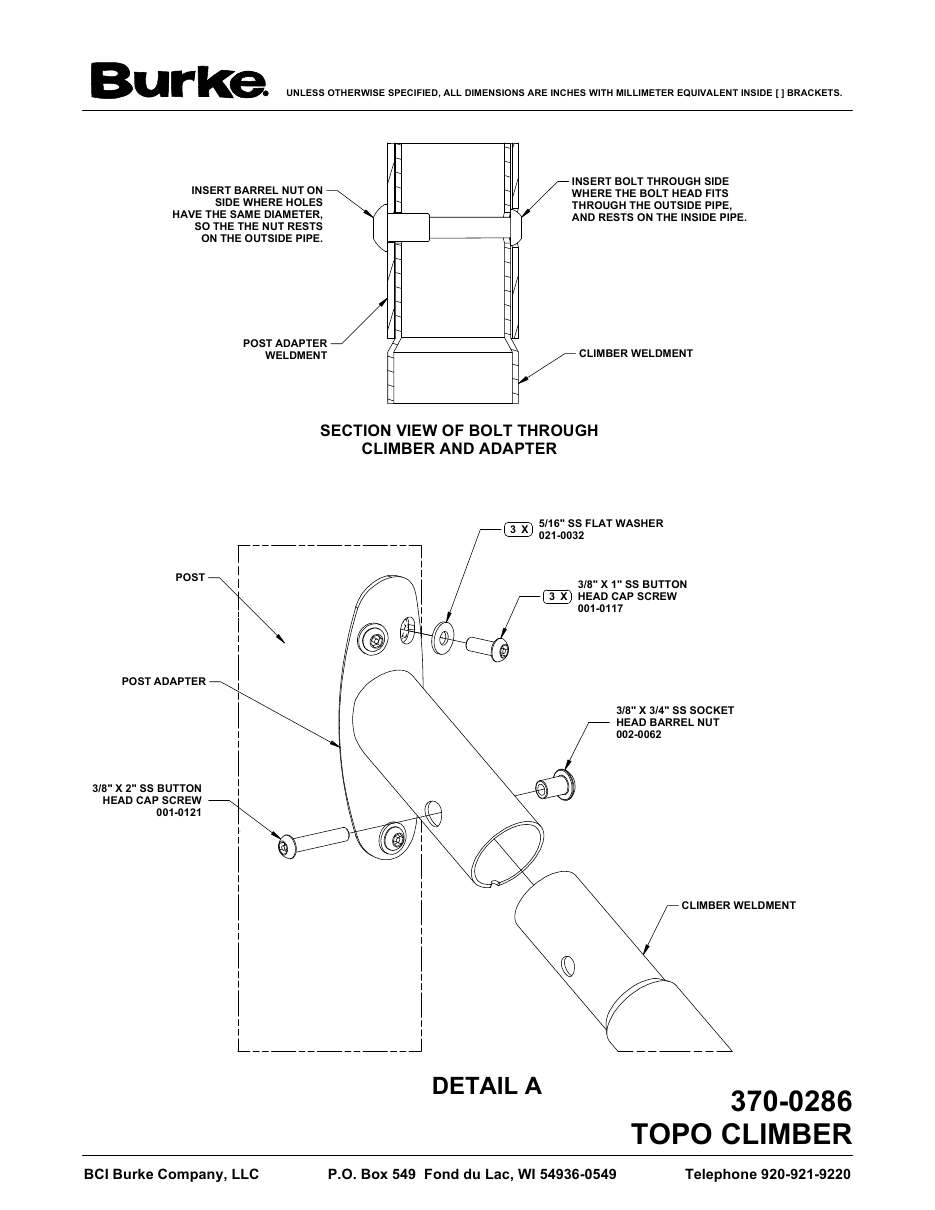 Burke.
UNLESS OTHERWISE SPECIFIED, ALL DIMENSIONS ARE INCHES WITH MILLIMETER EQUIVALENT INSIDE [ ] BRACKETS.
INSERT BARREL NUT ON
SIDE WHERE HOLES
HAVE THE SAME DIAMETER,
SO THE THE NUT RESTS
ON THE OUTSIDE PIPE.
INSERT BOLT THROUGH SIDE
WHERE THE BOLT HEAD FITS
THROUGH THE OUTSIDE PIPE,
AND RESTS ON THE INSIDE PIPE.
POST ADAPTER
WELDMENT
CLIMBER WELDMENT
SECTION VIEW OF BOLT THROUGH
CLIMBER AND ADAPTER
3 X
5/16" SS FLAT WASHER
021-0032
POST
3 X
3/8" X 1" SS BUTTON
HEAD CAP SCREW
001-0117
POST ADAPTER
3/8" X 3/4" SS SOCKET
HEAD BARREL NUT
002-0062
3/8" X 2" SS BUTTON
HEAD CAP SCREW
001-0121
CLIMBER WELDMENT
DETAIL A
370-0286
TOPO CLIMBER
BCI Burke Company, LLC
P.O. Box 549  Fond du Lac, WI 54936-0549
Telephone 920-921-9220